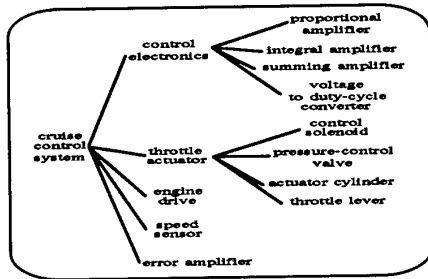 proportional
amplifier
control
electronics
integral amplifier
summing amplifier
voltage
to duty-cycle
converter
cruise
control
system
throttle
actuator
control
solenoid
pressure-control
valve
actuator cylinder
throttle lever
engine
drive
speed
sensor
error amplifier